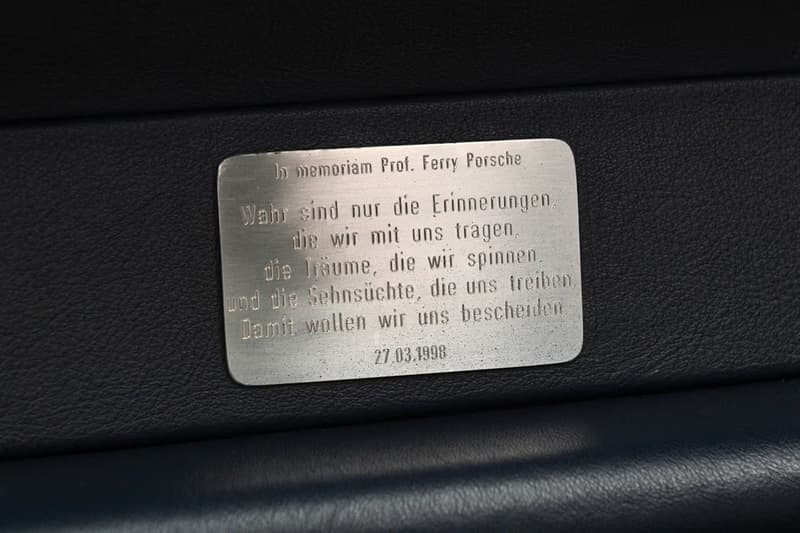 In memoriam Prof. Ferry Porsche
Wahr sind nur die Erinnerungen,
die wir mit uns tragen,
die Träume, die wir spinnen,
und die Sehnsüchte, die uns treiben.
Damit wollen wir uns bescheiden.
27.03.1998